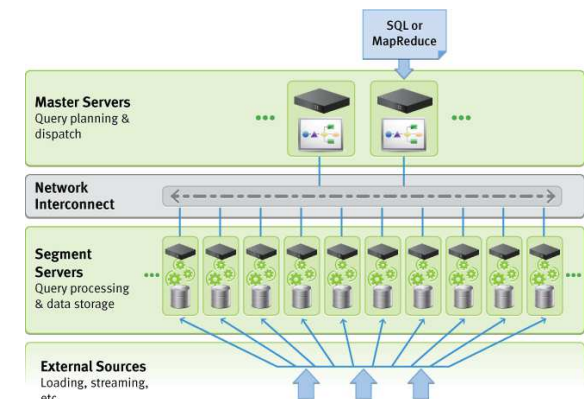 SQL or
MapReduce
Master Servers
Query planning &
dispatch
Network
Interconnect
Segment
Servers
Query processing
& data storage
External Sources
Loading, streaming,
etc.